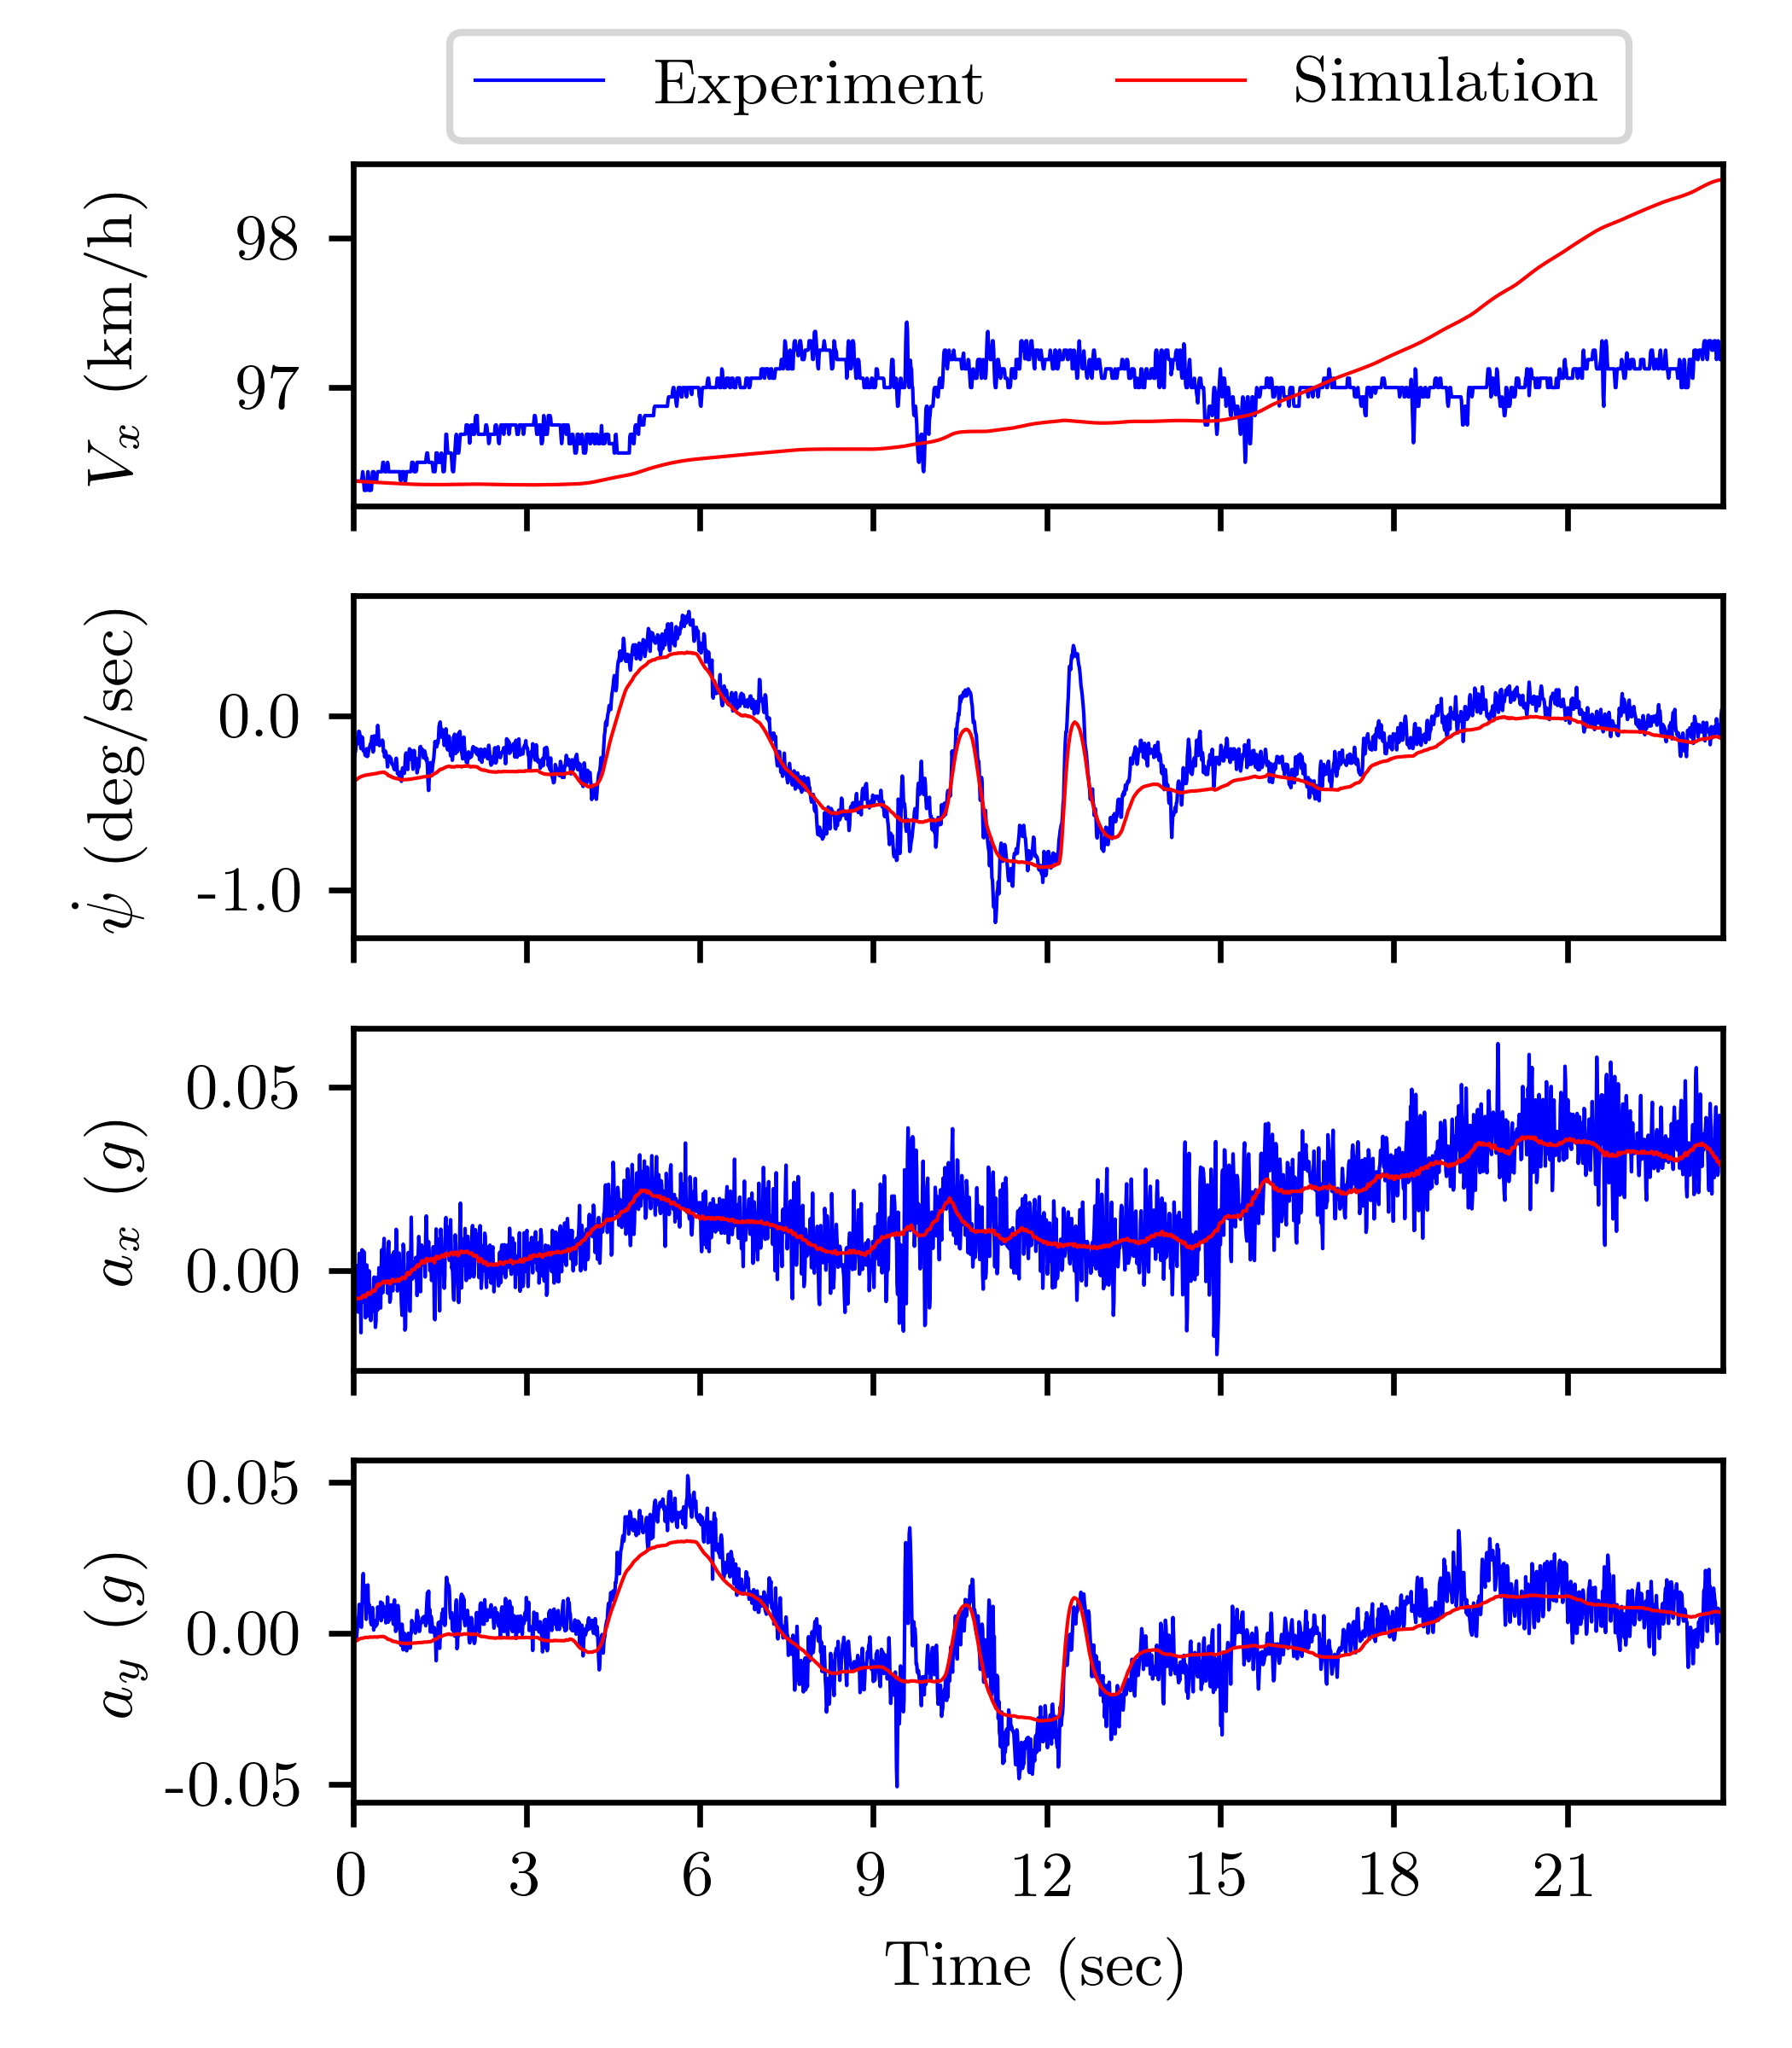 Experiment Simulation
V_x (km/h)
98
97
ψ̇ (deg/sec)
0.0
-1.0
a_x (g)
0.05
0.00
a_y (g)
0.05
0.00
-0.05
0 3 6 9 12 15 18 21
Time (sec)